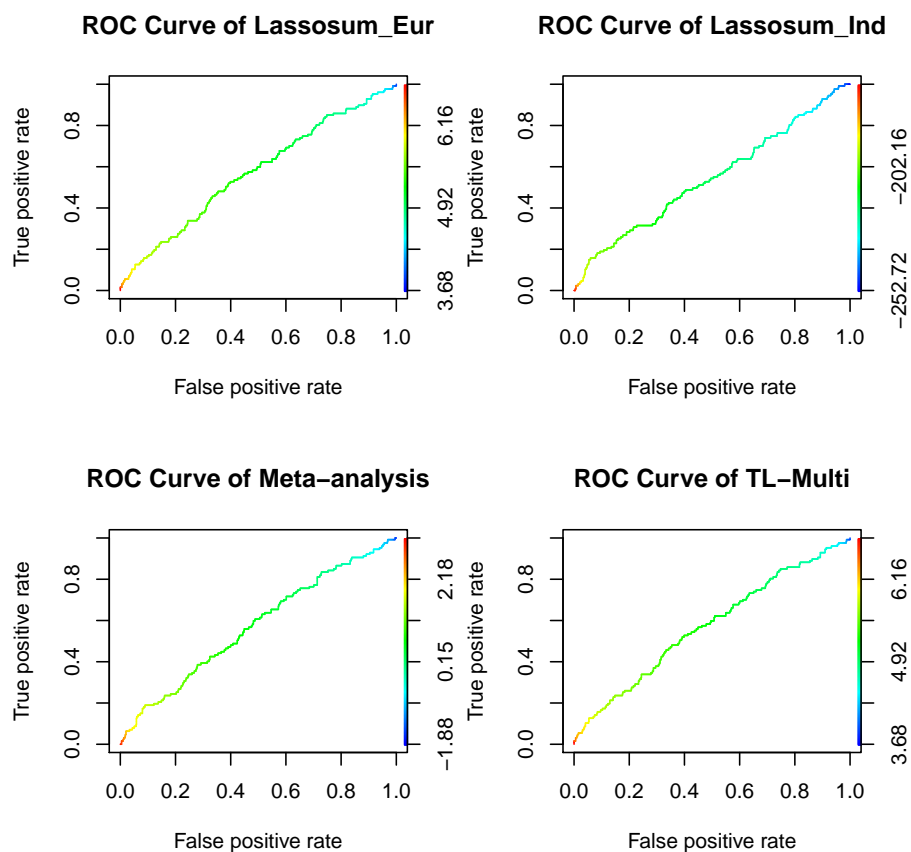 ROC Curve of Lassosum_Eur
True positive rate
0.0 0.4 0.8
3.68 4.92 6.16
0.0 0.2 0.4 0.6 0.8 1.0
False positive rate
ROC Curve of Lassosum_Ind
True positive rate
0.0 0.4 0.8
−252.72 −202.16
0.0 0.2 0.4 0.6 0.8 1.0
False positive rate
ROC Curve of Meta−analysis
True positive rate
0.0 0.4 0.8
−1.88 0.15 2.18
0.0 0.2 0.4 0.6 0.8 1.0
False positive rate
ROC Curve of TL−Multi
True positive rate
0.0 0.4 0.8
3.68 4.92 6.16
0.0 0.2 0.4 0.6 0.8 1.0
False positive rate